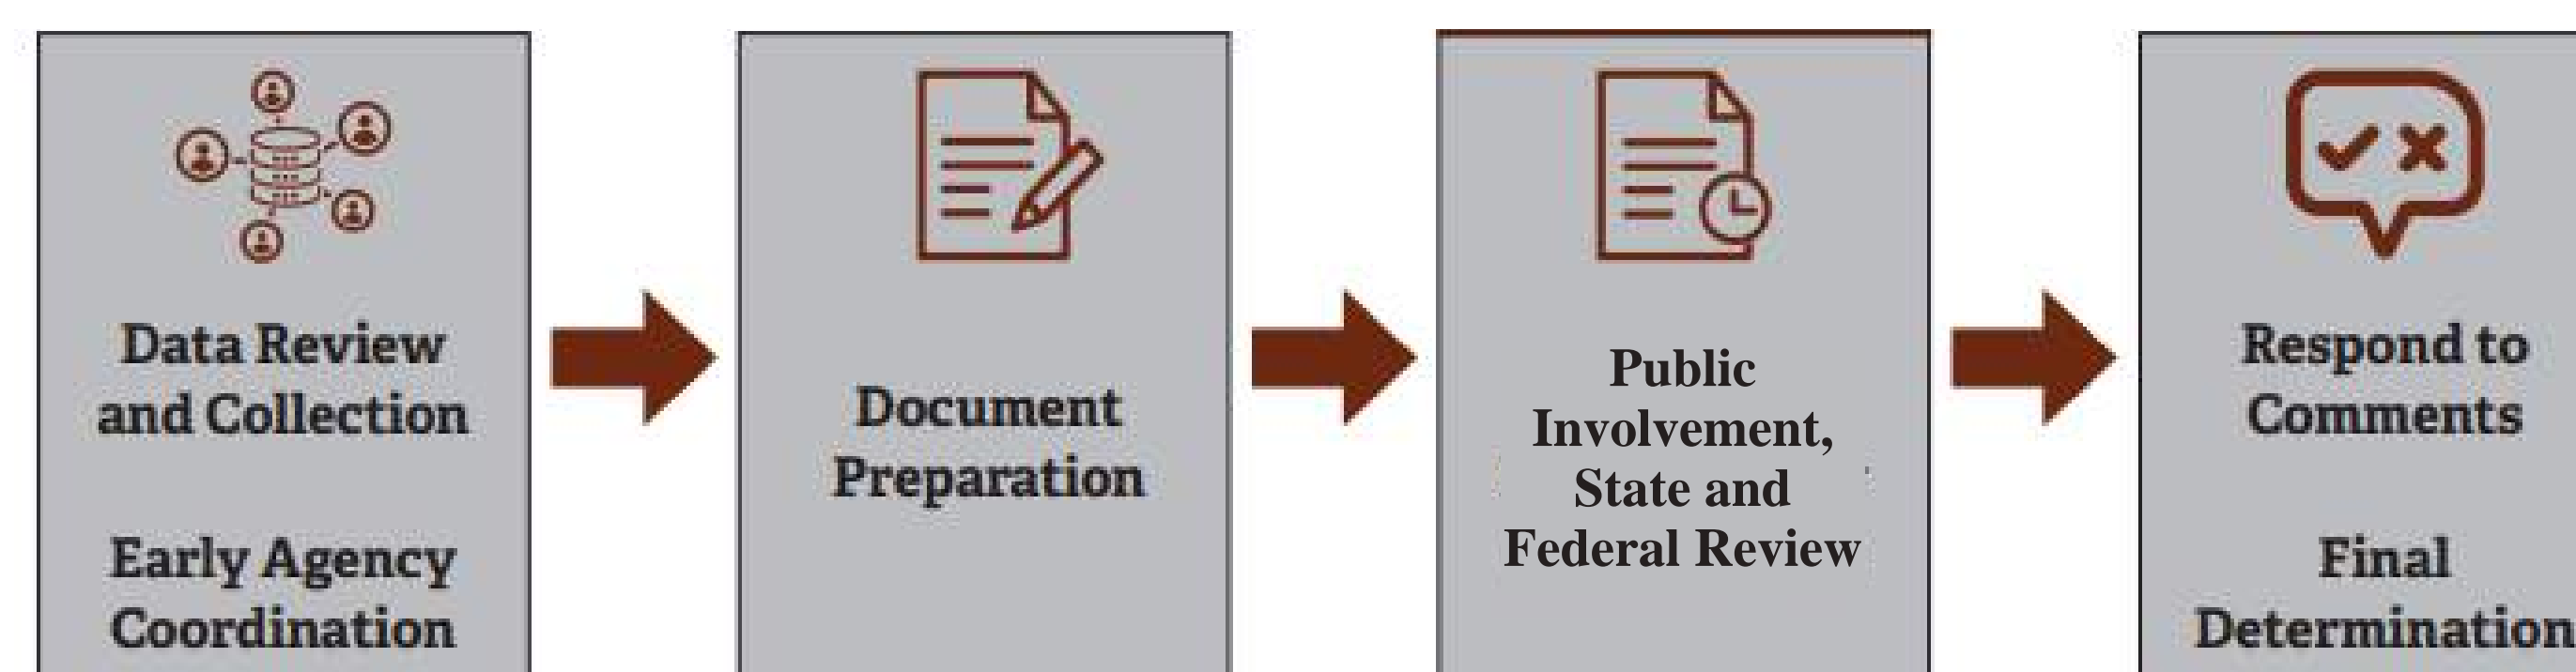 Data Review
and Collection
Early Agency
Coordination
Document
Preparation
Public
Involvement,
State and
Federal Review
Respond to
Comments
Final
Determination